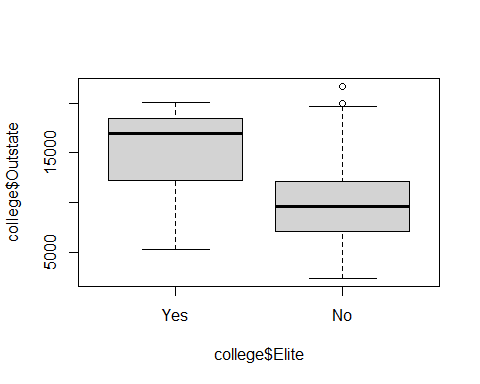 college$Outstate
15000
5000
Yes
No
college$Elite